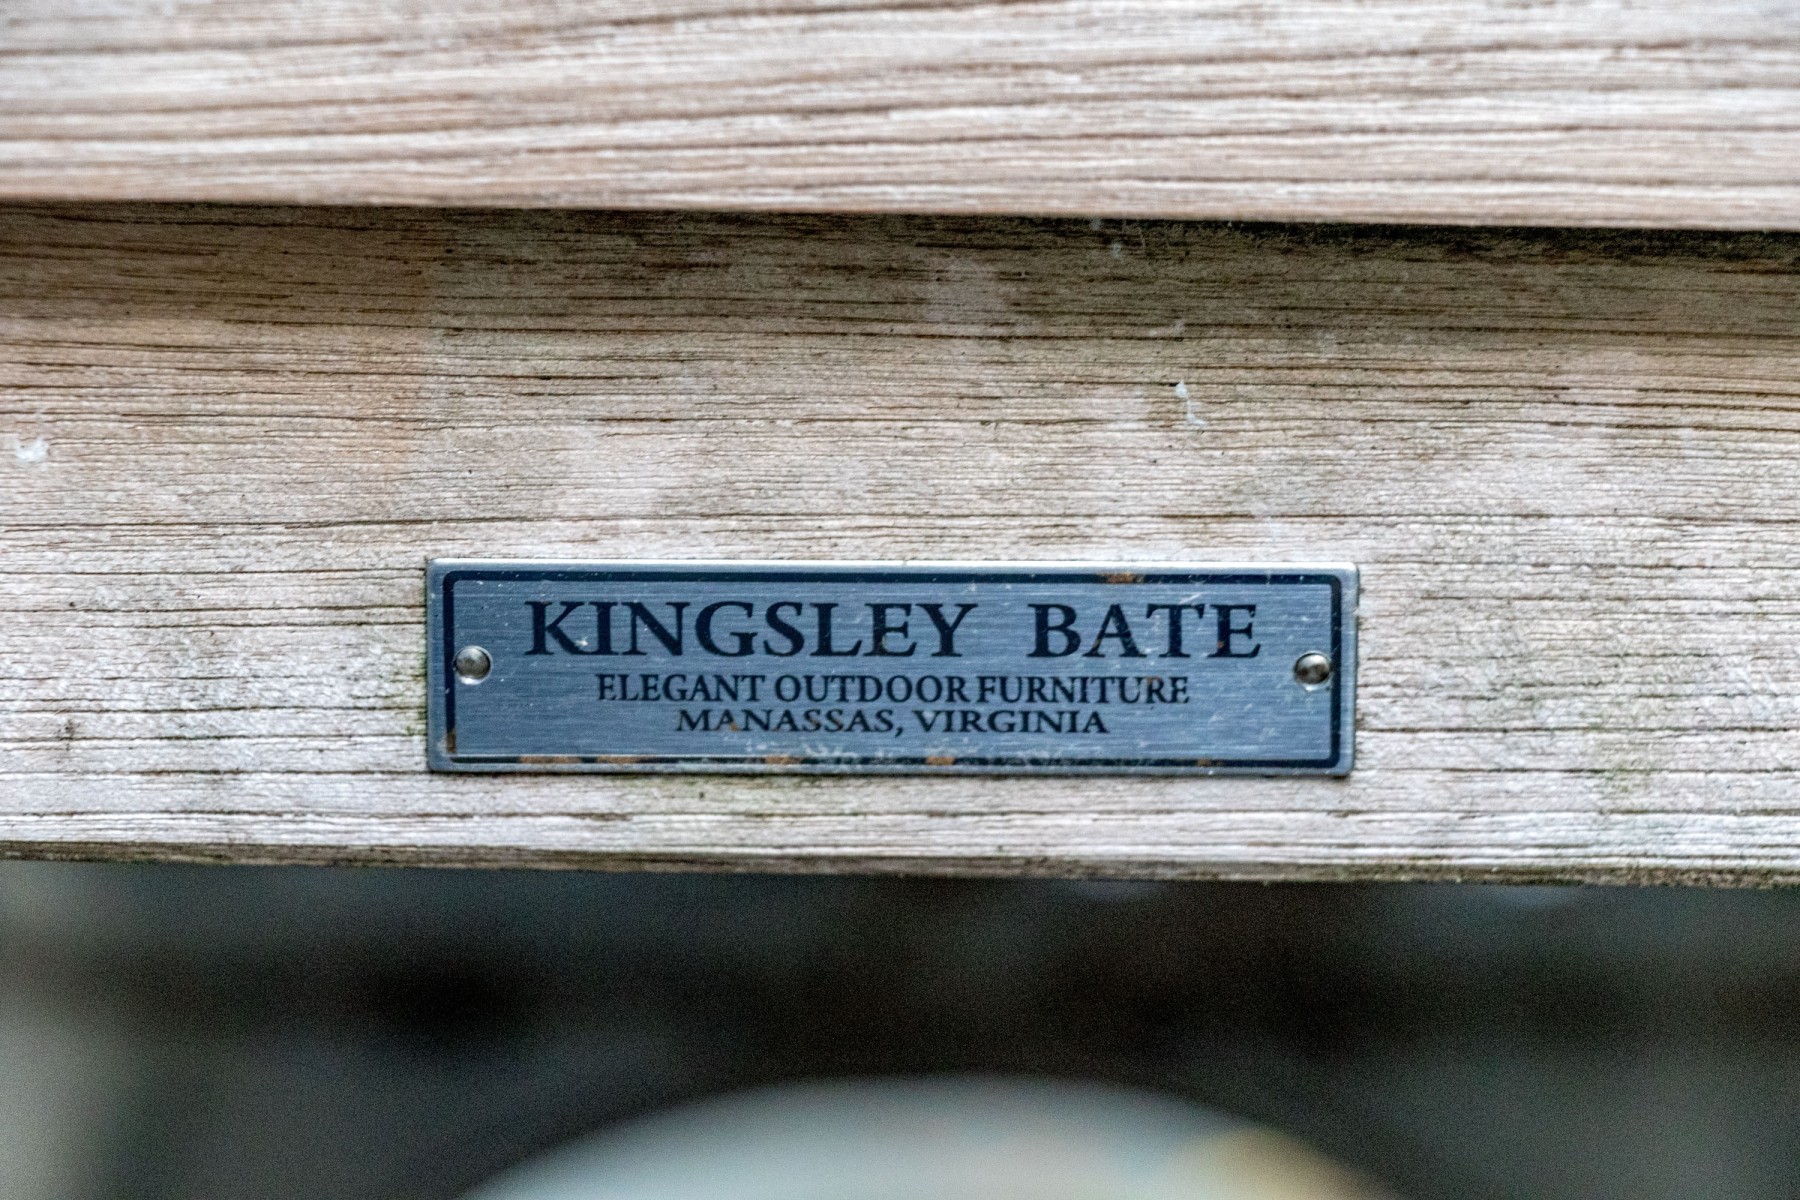 KINGSLEY BATE
ELEGANT OUTDOOR FURNITURE
MANASSAS, VIRGINIA